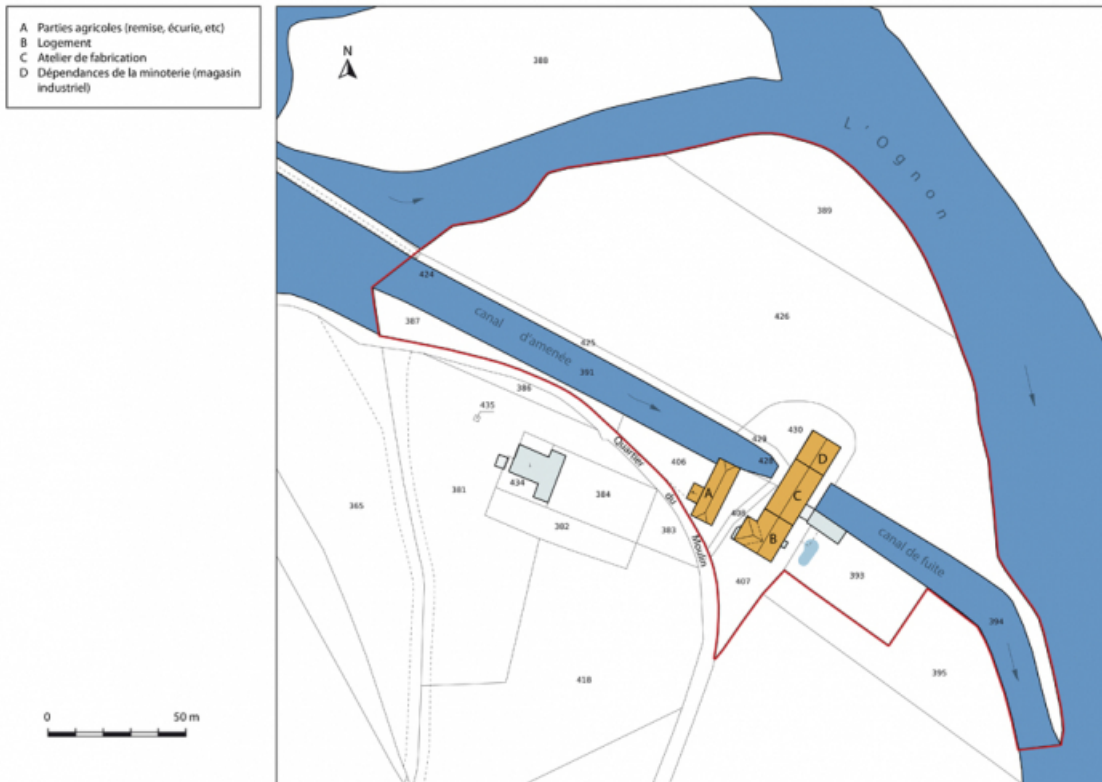 A Parties agricoles (remise, écurie, etc)
B Logement
C Atelier de fabrication
D Dépendances de la minoterie (magasin
industriel)
N
388
L'Ognon
389
424
387
canal
d'amenée
425
391
426
386
435
Quartier
du
Moulin
406
429
430
428
D
A
C
408
B
434
384
381
382
383
365
407
canal de fuite
393
394
395
418
0 50 m